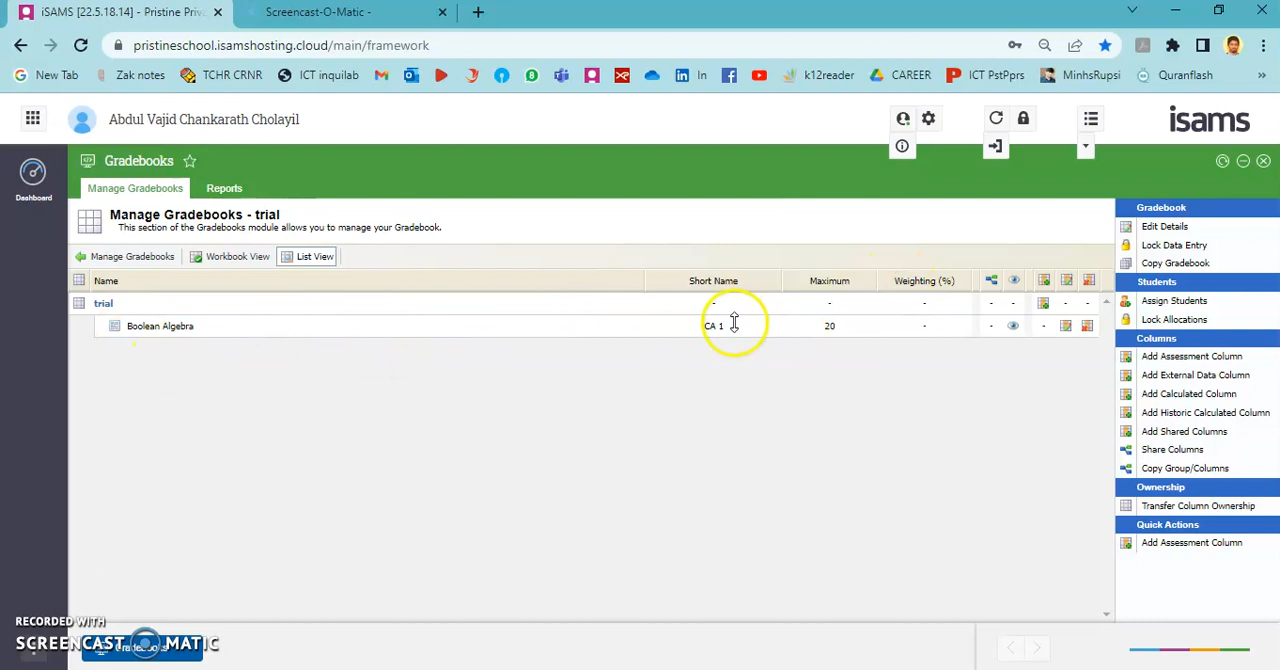 iSAMS [22.5.18.14] - Pristine Priv
Screencast-O-Matic -
pristineschool.isamshosting.cloud/main/framework
New Tab
Zak notes
TCHR CRNR
ICT inquilab
In
k12reader
CAREER
ICT PstPprs
MinhsRupsi
Quranflash
Abdul Vajid Chankarath Cholayil
isams
Dashboard
Gradebooks
Manage Gradebooks
Reports
Manage Gradebooks - trial
This section of the Gradebooks module allows you to manage your Gradebook.
Manage Gradebooks
Workbook View
List View
Name
Short Name
Maximum
Weighting (%)
trial - - - - - - -
Boolean Algebra CA 1 20 - - -
Gradebook
Edit Details
Lock Data Entry
Copy Gradebook
Students
Assign Students
Lock Allocations
Columns
Add Assessment Column
Add External Data Column
Add Calculated Column
Add Historic Calculated Column
Add Shared Columns
Share Columns
Copy Group/Columns
Ownership
Transfer Column Ownership
Quick Actions
Add Assessment Column
RECORDED WITH
SCREENCAST MATIC